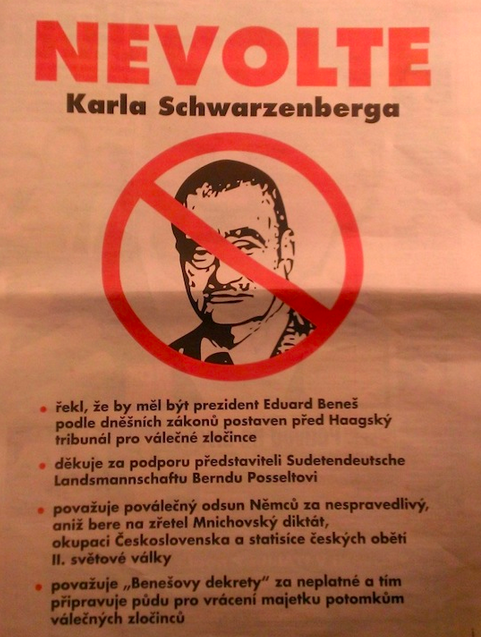 NEVOLTE
Karla Schwarzenberga
• řekl, že by měl být prezident Eduard Beneš
podle dněšních zákonů postaven před Haagský
tribunál pro válečné zločince
• děkuje za podporu představiteli Sudetendeutsche
Landsmannschaftu Berndu Posseltovi
• považuje poválečný odsun Němců za nespravedlivý,
aniž bere na zřetel Mnichovský diktát,
okupaci Československa a statisíce českých obětí
II. světové války
• považuje „Benešovy dekrety“ za neplatné a tím
připravuje půdu pro vrácení majetku potomkům
válečných zločinců